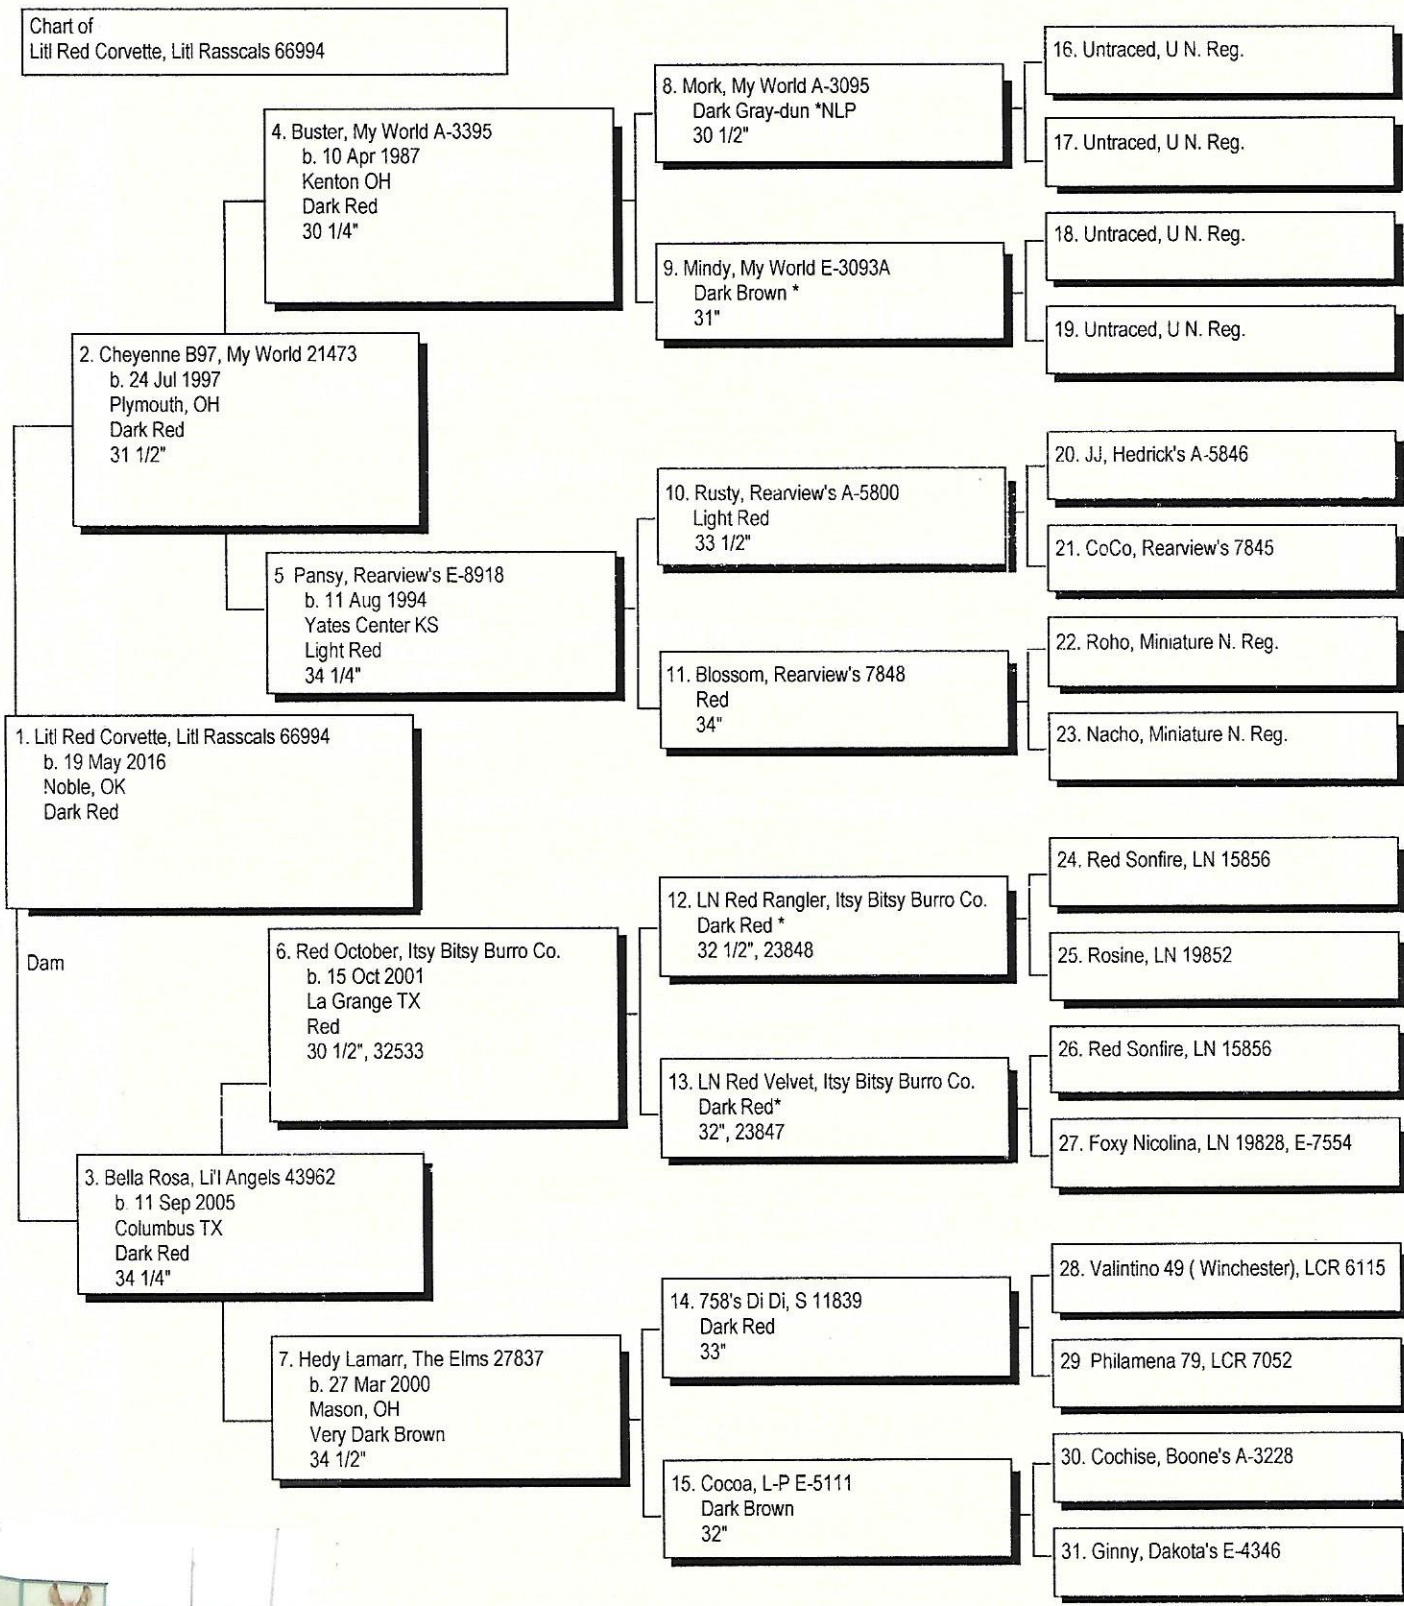 Chart of
Litl Red Corvette, Litl Rasscals 66994
1. Litl Red Corvette, Litl Rasscals 66994
b. 19 May 2016
Noble, OK
Dark Red
Dam
2. Cheyenne B97, My World 21473
b. 24 Jul 1997
Plymouth, OH
Dark Red
31 1/2"
3. Bella Rosa, Li'l Angels 43962
b. 11 Sep 2005
Columbus TX
Dark Red
34 1/4"
4. Buster, My World A-3395
b. 10 Apr 1987
Kenton OH
Dark Red
30 1/4"
5 Pansy, Rearview's E-8918
b. 11 Aug 1994
Yates Center KS
Light Red
34 1/4"
6. Red October, Itsy Bitsy Burro Co.
b. 15 Oct 2001
La Grange TX
Red
30 1/2", 32533
7. Hedy Lamarr, The Elms 27837
b. 27 Mar 2000
Mason, OH
Very Dark Brown
34 1/2"
8. Mork, My World A-3095
Dark Gray-dun *NLP
30 1/2"
9. Mindy, My World E-3093A
Dark Brown *
31"
10. Rusty, Rearview's A-5800
Light Red
33 1/2"
11. Blossom, Rearview's 7848
Red
34"
12. LN Red Rangler, Itsy Bitsy Burro Co.
Dark Red *
32 1/2", 23848
13. LN Red Velvet, Itsy Bitsy Burro Co.
Dark Red*
32", 23847
14. 758's Di Di, S 11839
Dark Red
33"
15. Cocoa, L-P E-5111
Dark Brown
32"
16. Untraced, U N. Reg.
17. Untraced, U N. Reg.
18. Untraced, U N. Reg.
19. Untraced, U N. Reg.
20. JJ, Hedrick's A-5846
21. CoCo, Rearview's 7845
22. Roho, Miniature N. Reg.
23. Nacho, Miniature N. Reg.
24. Red Sonfire, LN 15856
25. Rosine, LN 19852
26. Red Sonfire, LN 15856
27. Foxy Nicolina, LN 19828, E-7554
28. Valintino 49 ( Winchester), LCR 6115
29 Philamena 79, LCR 7052
30. Cochise, Boone's A-3228
31. Ginny, Dakota's E-4346